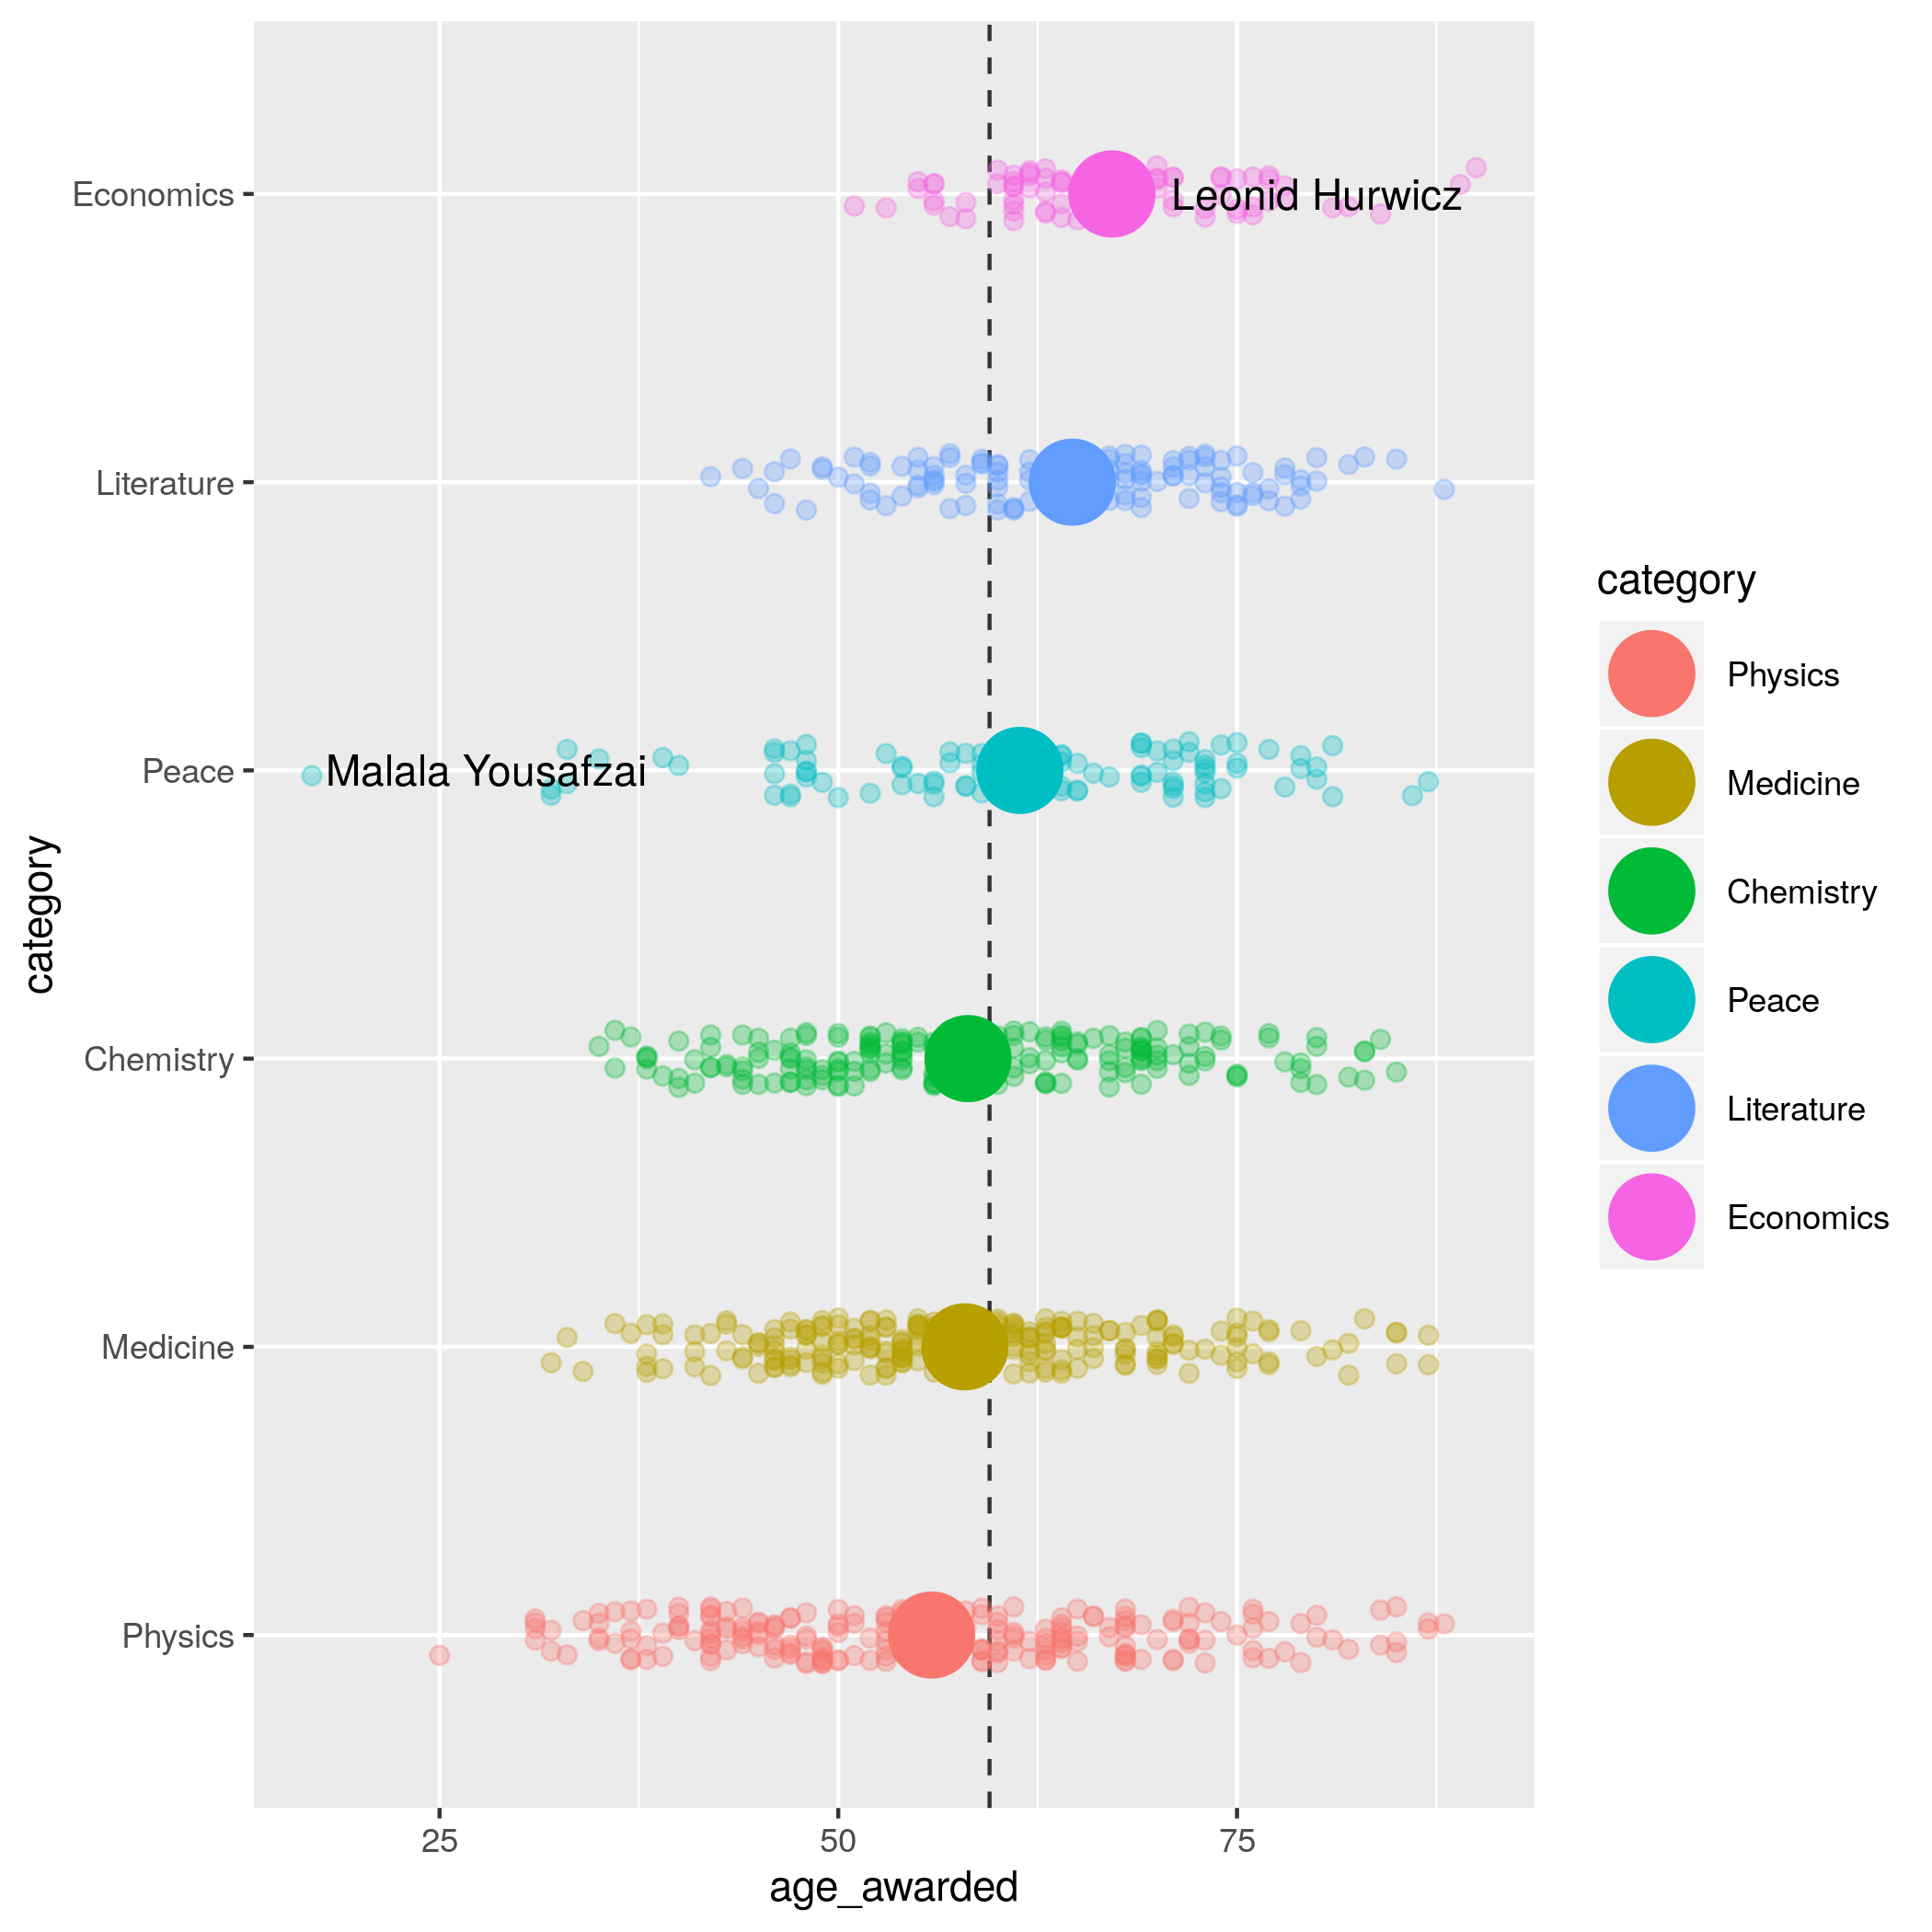 Economics
Leonid Hurwicz
Literature
Peace
Malala Yousafzai
Chemistry
Medicine
Physics
category
25
50
75
age_awarded
category
Physics
Medicine
Chemistry
Peace
Literature
Economics